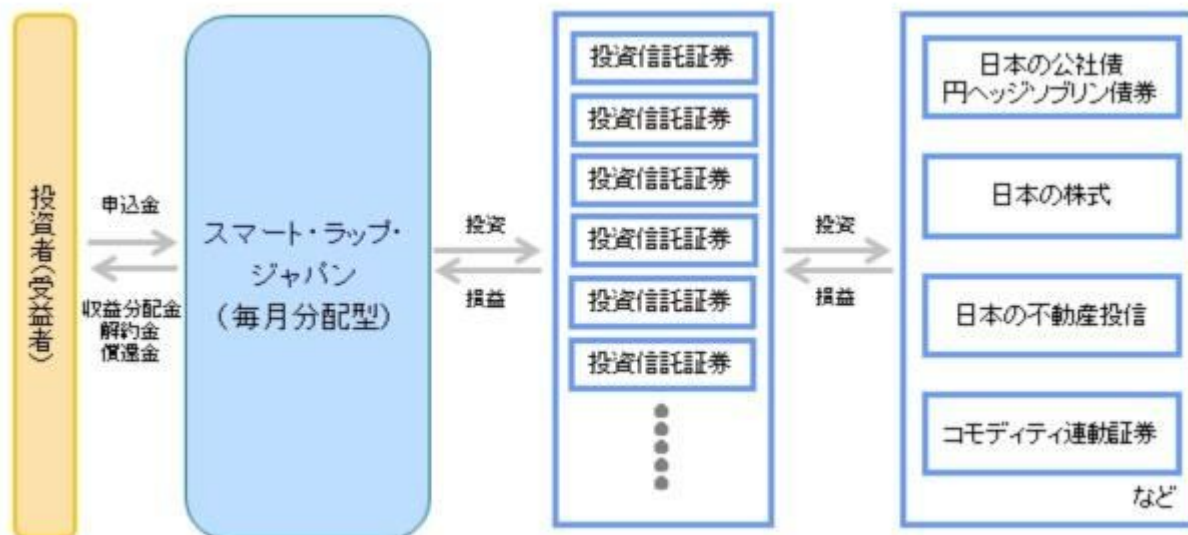 投資者(受益者)
申込金
収益分配金
解約金
償還金
スマート・ラップ・
ジャパン
(毎月分配型)
投資
損益
投資信託証券
投資信託証券
投資信託証券
投資信託証券
投資信託証券
投資信託証券
投資
損益
日本の公社債
円ヘッジソブリン債券
日本の株式
日本の不動産投信
コモディティ連動証券
など